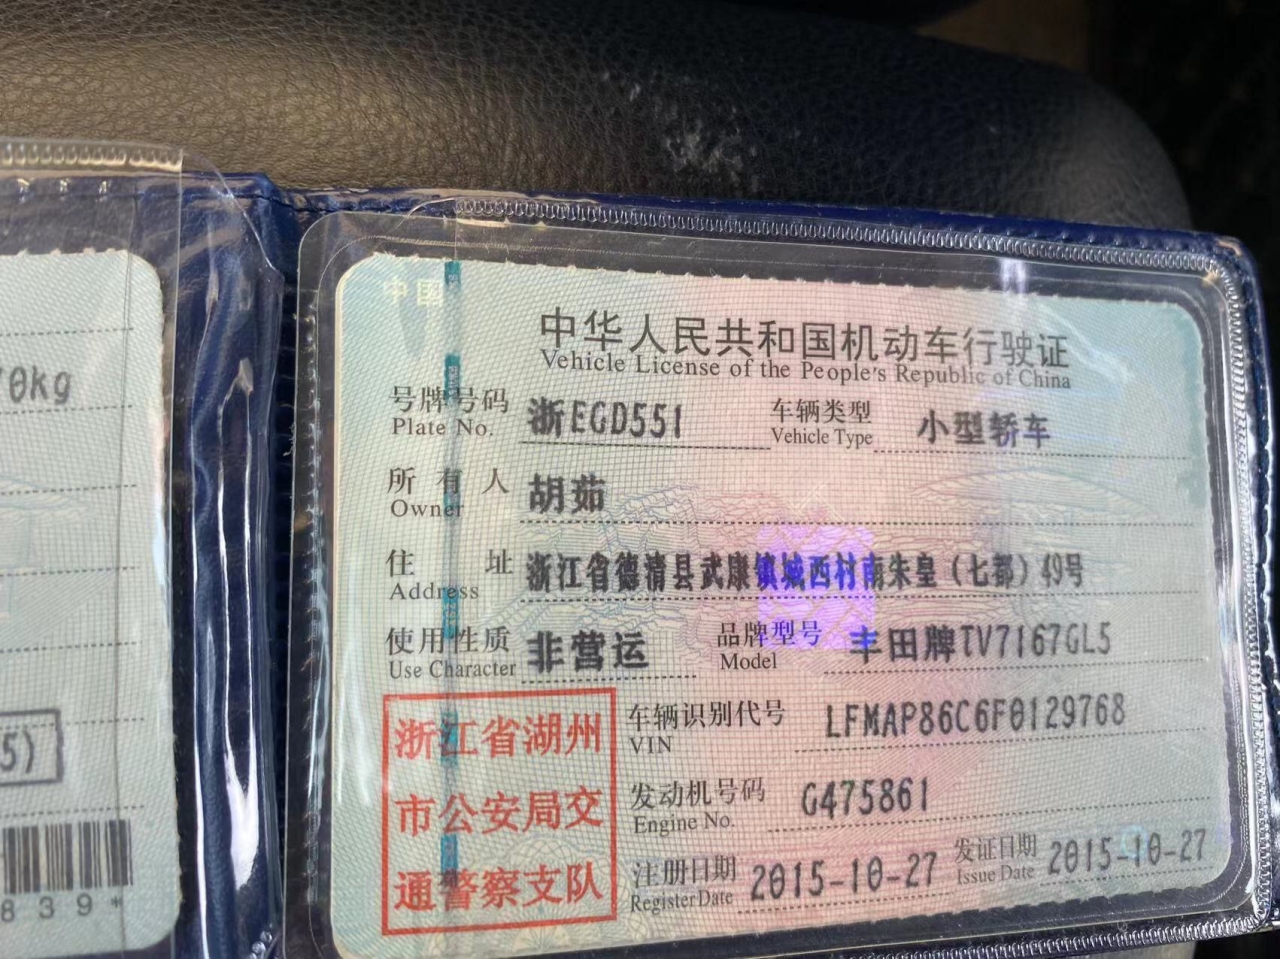 0kg
5)
839*
中国
中华人民共和国机动车行驶证
Vehicle License of the People's Republic of China
号牌号码 浙EGD551 车辆类型 小型轿车
Plate No. Vehicle Type
所有人 胡茹
Owner
住址 浙江省德清县武康镇城西村南朱皇（七都）49号
Address
使用性质 非营运 品牌型号 丰田牌TV7167GL5
Use Character Model
浙江省湖州
市公安局交
通警察支队
车辆识别代号 LFMAP86C6F0129768
VIN
发动机号码 G475861
Engine No.
注册日期 2015-10-27 发证日期 2015-10-27
Register Date Issue Date